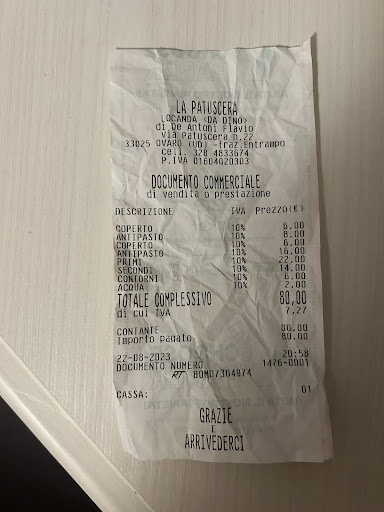 LA PATUSCERA
LOCANDA <DA DINO>
di De Antoni Flavio
Via Patuscera n.22
33025 OVARO (UD) -fraz.Entrampo
cell. 328 4833674
P.IVA 01604020303
DOCUMENTO COMMERCIALE
di vendita o prestazione
DESCRIZIONE IVA Prezzo(€)
COPERTO 10% 6,00
ANTIPASTO 10% 8,00
COPERTO 10% 6,00
ANTIPASTO 10% 16,00
PRIMI 10% 22,00
SECONDI 10% 14,00
CONTORNI 10% 6,00
ACQUA 10% 2,00
TOTALE COMPLESSIVO 80,00
di cui IVA 7,27
CONTANTE 80,00
Importo pagato 80,00
22-08-2023 20:58
DOCUMENTO NUMERO 1476-0001
RT 80M07304874
CASSA: 01
GRAZIE
E
ARRIVEDERCI